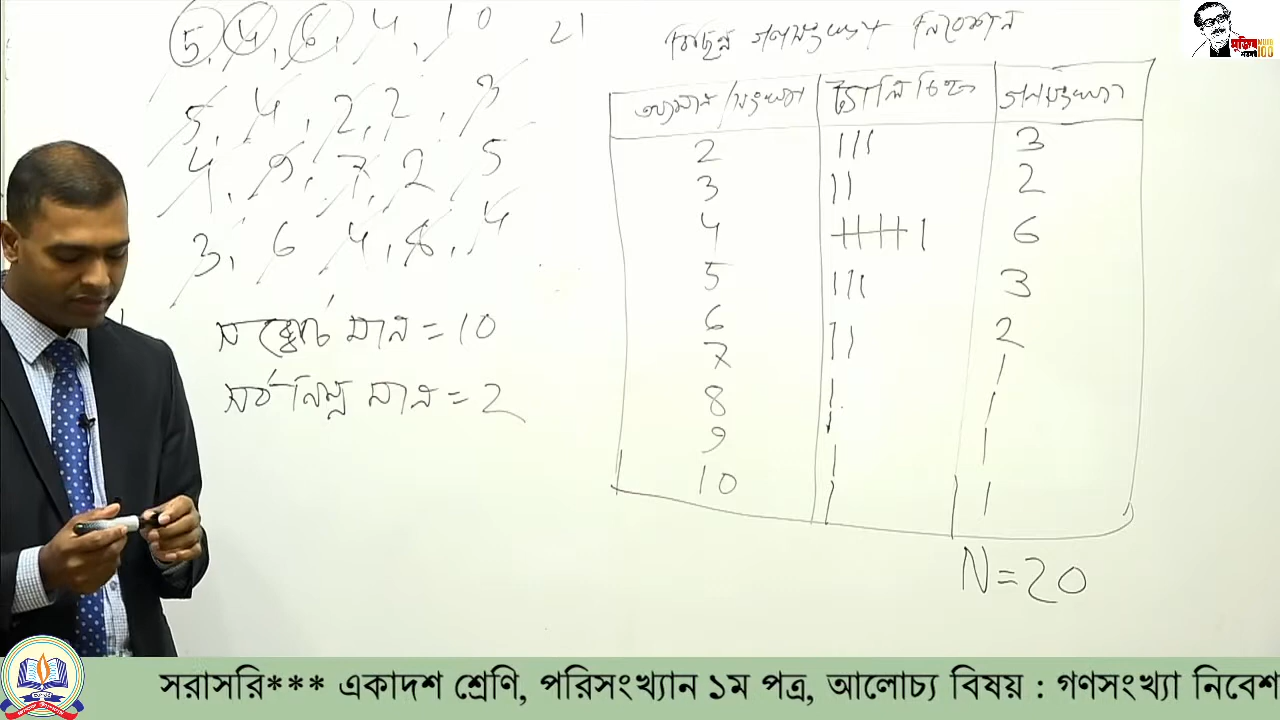 5, 4, 6, 4, 10 21
5, 4, 2, 2, 3
4, 9, 7, 2 5
3, 6 4, 8, 4
সর্বোচ্চ মান = 10
সর্বনিম্ন মান = 2
বিচ্ছিন্ন গণসংখ্যা নিবেশন
সংখ্যা ট্যালি চিহ্ন গণসংখ্যা
2 ||| 3
3 || 2
4 |||| | 6
5 ||| 3
6 || 2
7 | 1
8 | 1
9 | 1
10 | 1
N = 20
সরাসরি*** একাদশ শ্রেণি, পরিসংখ্যান ১ম পত্র, আলোচ্য বিষয় : গণসংখ্যা নিবেশ